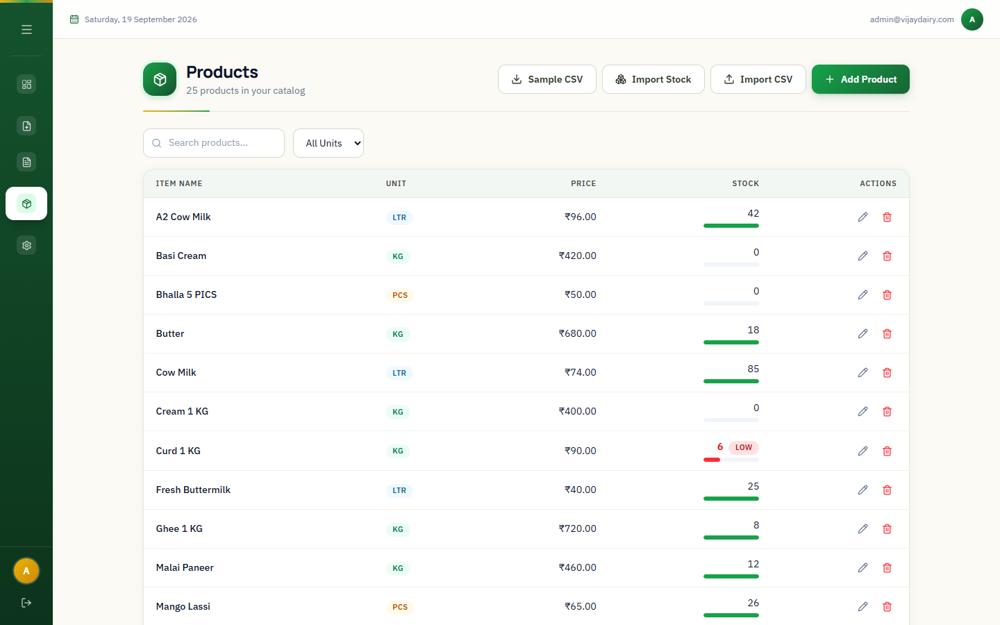 Saturday, 19 September 2026
admin@vijaydairy.com
A
Products
25 products in your catalog
Sample CSV
Import Stock
Import CSV
Add Product
Search products...
All Units
ITEM NAME UNIT PRICE STOCK ACTIONS
A2 Cow Milk LTR ₹96.00 42
Basi Cream KG ₹420.00 0
Bhalla 5 PICS PCS ₹50.00 0
Butter KG ₹680.00 18
Cow Milk LTR ₹74.00 85
Cream 1 KG KG ₹400.00 0
Curd 1 KG KG ₹90.00 6 LOW
Fresh Buttermilk LTR ₹40.00 25
Ghee 1 KG KG ₹720.00 8
Malai Paneer KG ₹460.00 12
Mango Lassi PCS ₹65.00 26
A